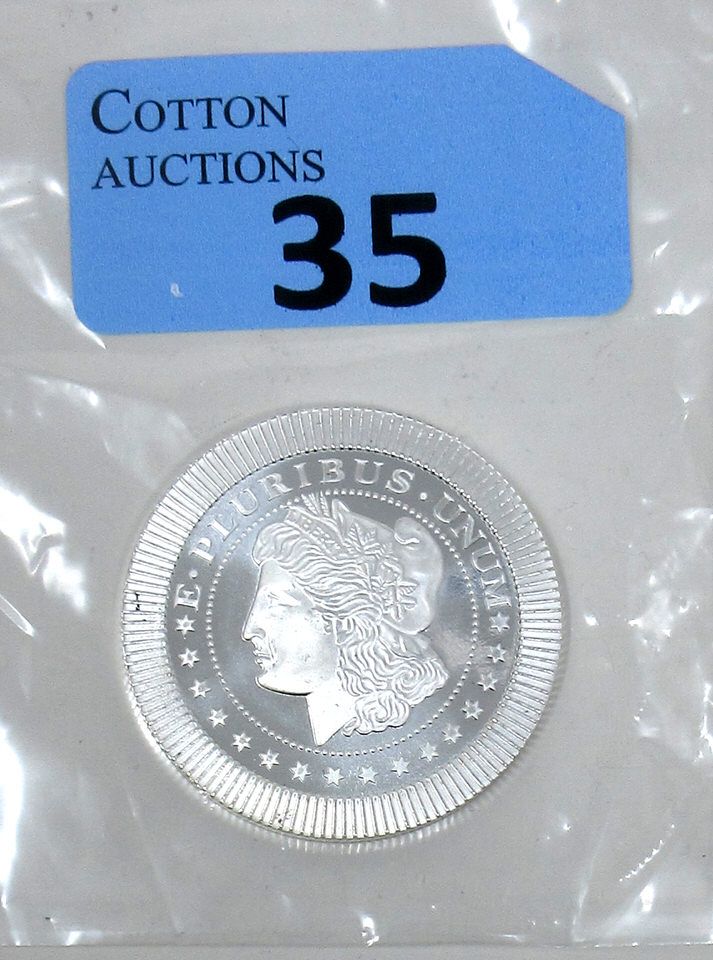 COTTON
AUCTIONS
35
E · PLURIBUS · UNUM